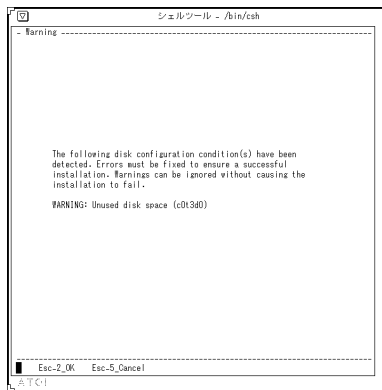 シェルツール - /bin/csh
- Warning -
The following disk configuration condition(s) have been
detected. Errors must be fixed to ensure a successful
installation. Warnings can be ignored without causing the
installation to fail.
WARNING: Unused disk space (c0t3d0)
Esc-2_OK Esc-5_Cancel